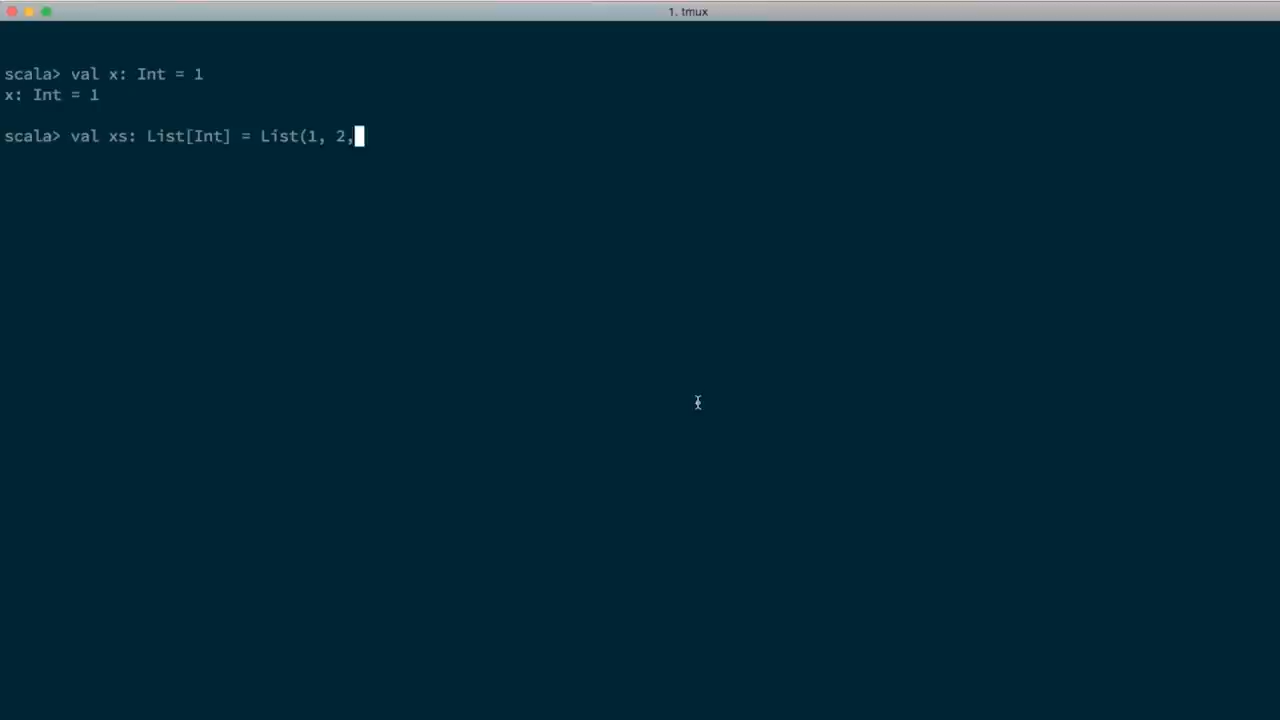 1. tmux
scala> val x: Int = 1
x: Int = 1
scala> val xs: List[Int] = List(1, 2,